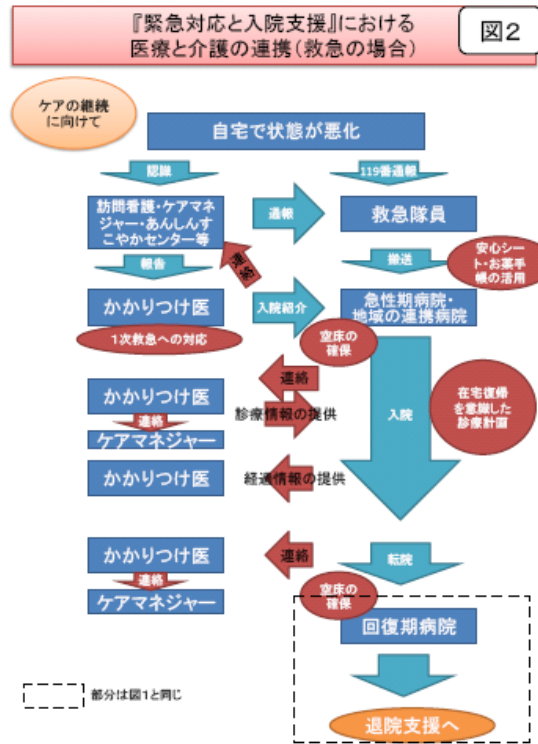 『緊急対応と入院支援』における
医療と介護の連携(救急の場合)
図2
ケアの継続
に向けて
自宅で状態が悪化
認識
119番通報
訪問看護・ケアマネ
ジャー・あんしんす
こやかセンター等
通報
救急隊員
報告
連絡
搬送
安心シー
ト・お薬手
帳の活用
かかりつけ医
入院紹介
急性期病院・
地域の連携病院
1次救急への対応
空床の
確保
連絡
かかりつけ医
診療情報の提供
入院
在宅復帰
を意識した
診療計画
連絡
ケアマネジャー
かかりつけ医
経過情報の提供
かかりつけ医
連絡
転院
連絡
ケアマネジャー
空床の
確保
回復期病院
部分は図1と同じ
退院支援へ